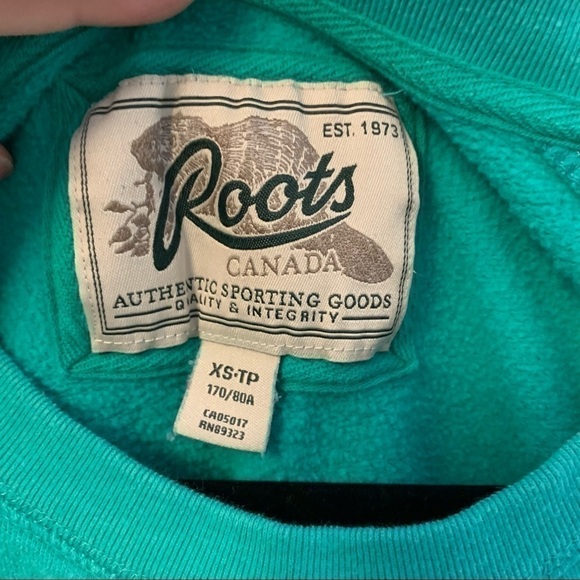 EST. 1973
Roots
CANADA
AUTHENTIC SPORTING GOODS
QUALITY & INTEGRITY
XS·TP
170/80A
CA05017
RN89323